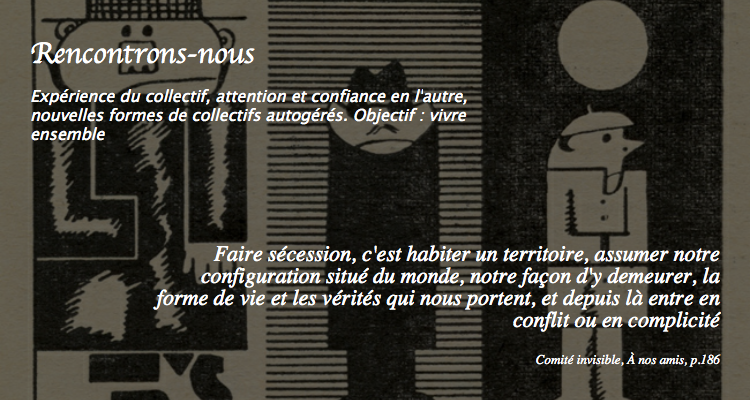 Rencontrons-nous
Expérience du collectif, attention et confiance en l'autre,
nouvelles formes de collectifs autogérés. Objectif : vivre
ensemble
Faire sécession, c'est habiter un territoire, assumer notre
configuration situé du monde, notre façon d'y demeurer, la
forme de vie et les vérités qui nous portent, et depuis là entre en
conflit ou en complicité
Comité invisible, À nos amis, p.186